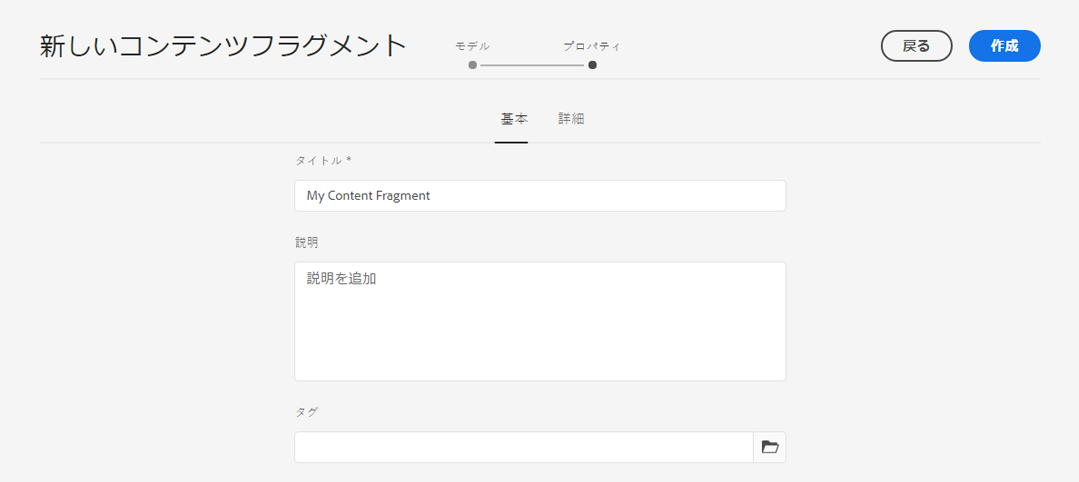 新しいコンテンツフラグメント
モデル
プロパティ
戻る
作成
基本
詳細
タイトル *
My Content Fragment
説明
説明を追加
タグ